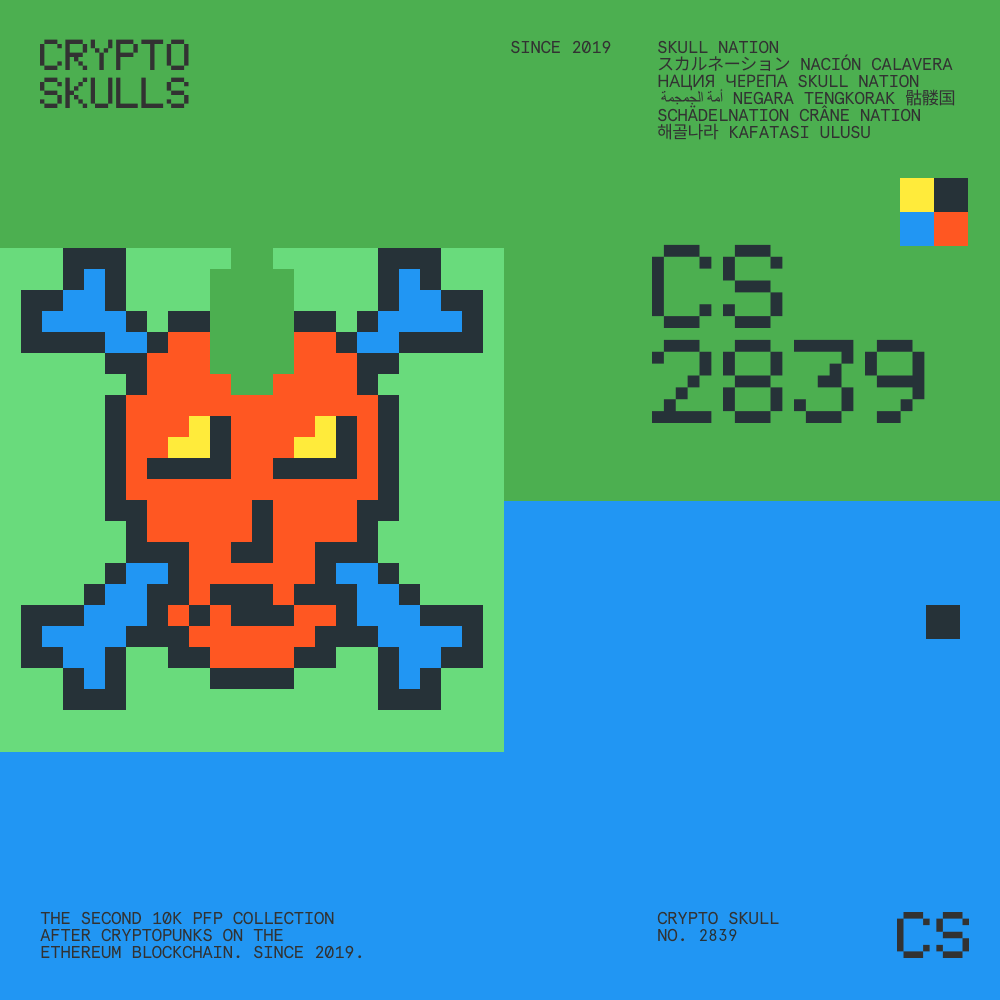 CRYPTO
SKULLS
SINCE 2019
SKULL NATION
スカルネーション NACIÓN CALAVERA
НАЦИЯ ЧЕРЕПА SKULL NATION
أمة الجمجمة NEGARA TENGKORAK 骷髅国
SCHÄDELNATION CRÂNE NATION
해골나라 KAFATASI ULUSU
CS
2839
THE SECOND 10K PFP COLLECTION
AFTER CRYPTOPUNKS ON THE
ETHEREUM BLOCKCHAIN. SINCE 2019.
CRYPTO SKULL
NO. 2839
CS